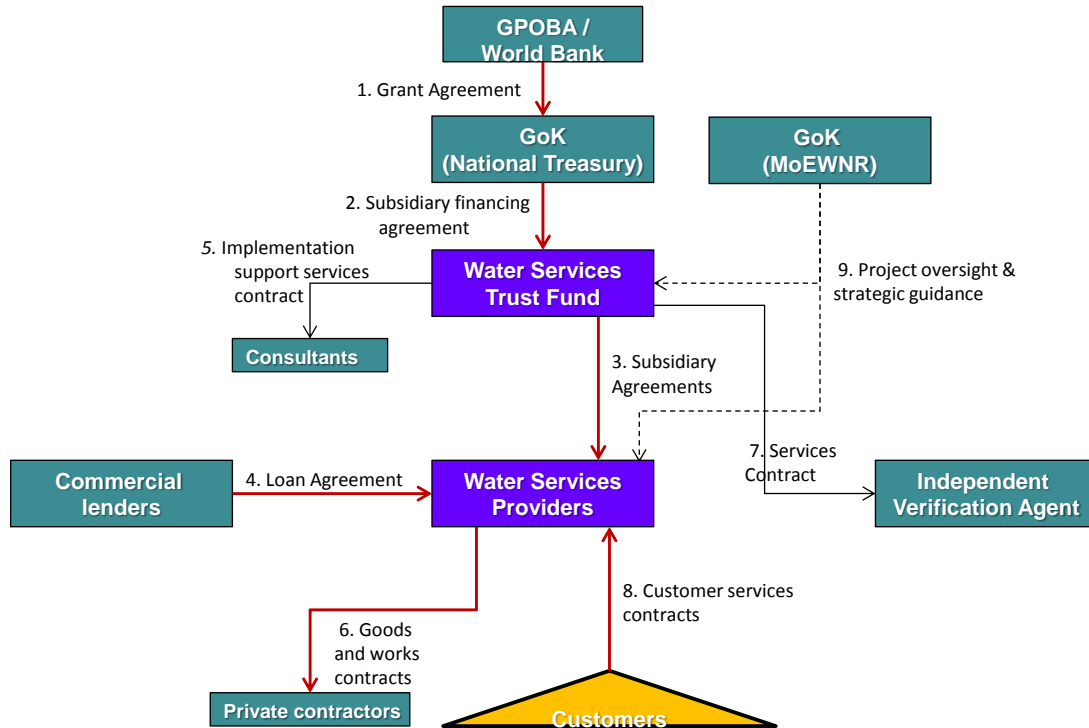 GPOBA /
World Bank
1. Grant Agreement
GoK
(National Treasury)
GoK
(MoEWNR)
2. Subsidiary financing
agreement
5. Implementation
support services
contract
Water Services
Trust Fund
9. Project oversight &
strategic guidance
Consultants
3. Subsidiary
Agreements
Commercial
lenders
4. Loan Agreement
Water Services
Providers
7. Services
Contract
Independent
Verification Agent
8. Customer services
contracts
6. Goods
and works
contracts
Private contractors
Customers